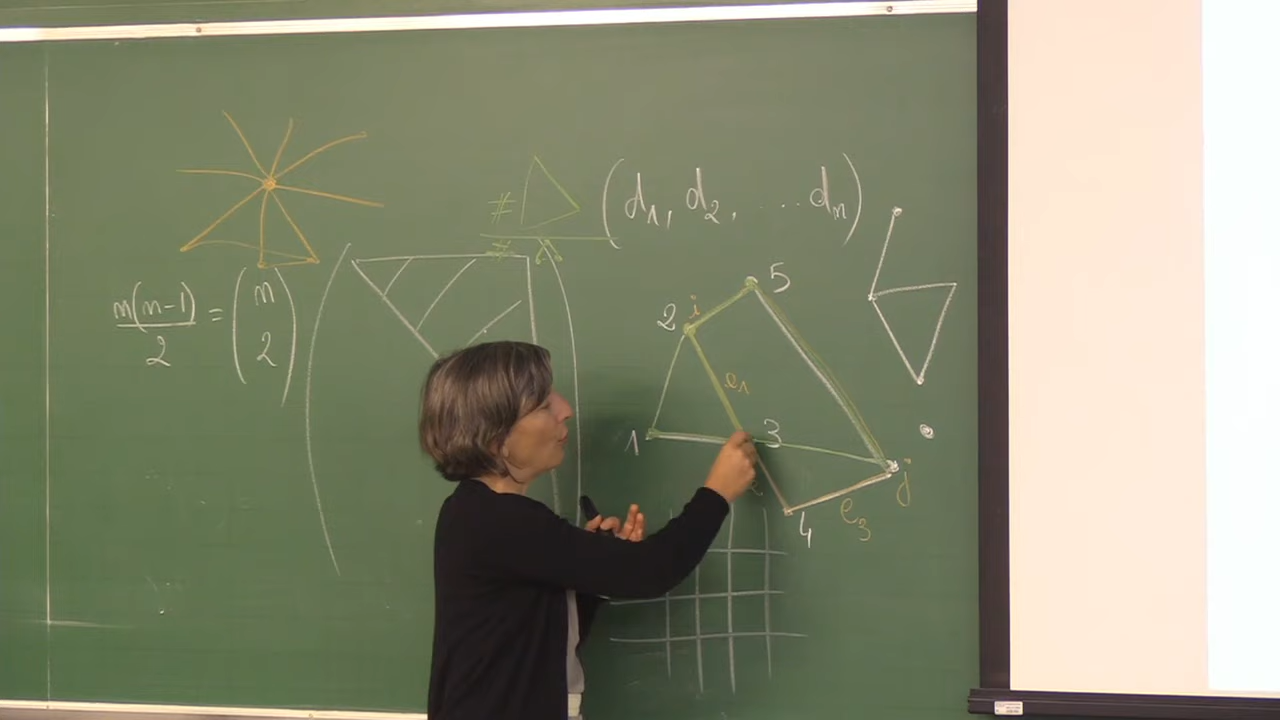 # (d1, d2, .... dn)
#
n(n-1)/2 = (n 2)
5
2 i
e1
1
3
j
e3
4